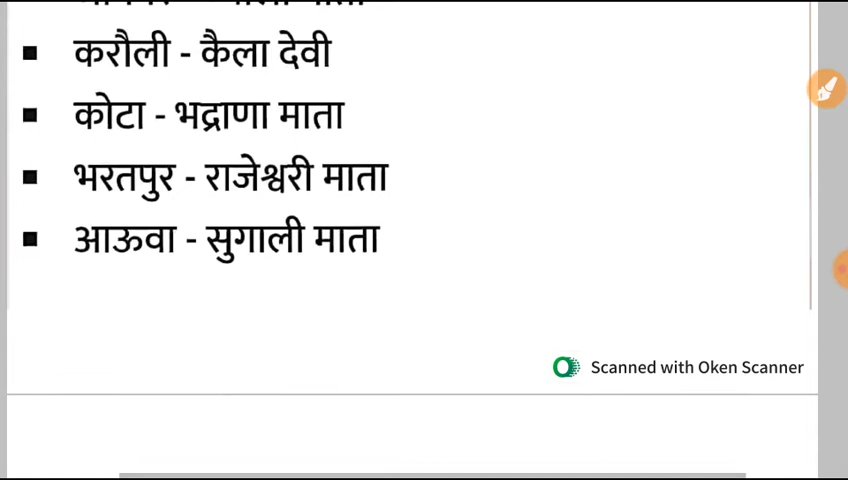 ▪ करौली - कैला देवी
▪ कोटा - भद्राणा माता
▪ भरतपुर - राजेश्वरी माता
▪ आऊवा - सुगाली माता
Scanned with Oken Scanner